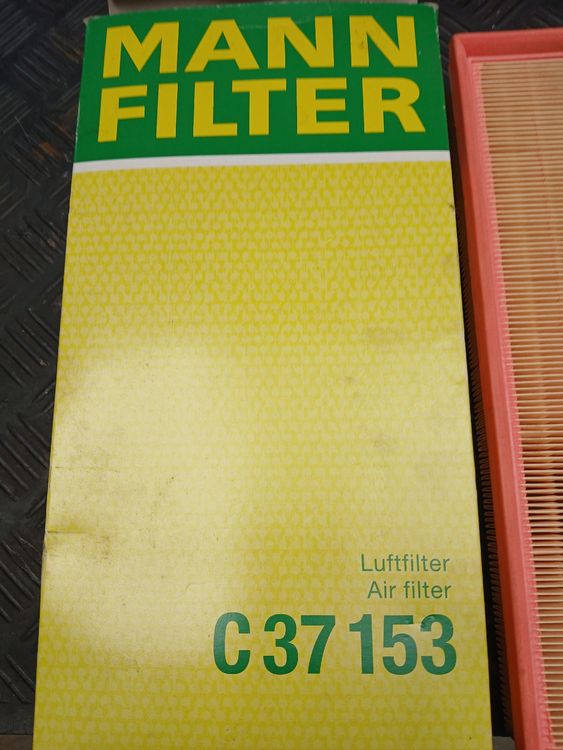 MANN
FILTER
Luftfilter
Air filter
C 37 153